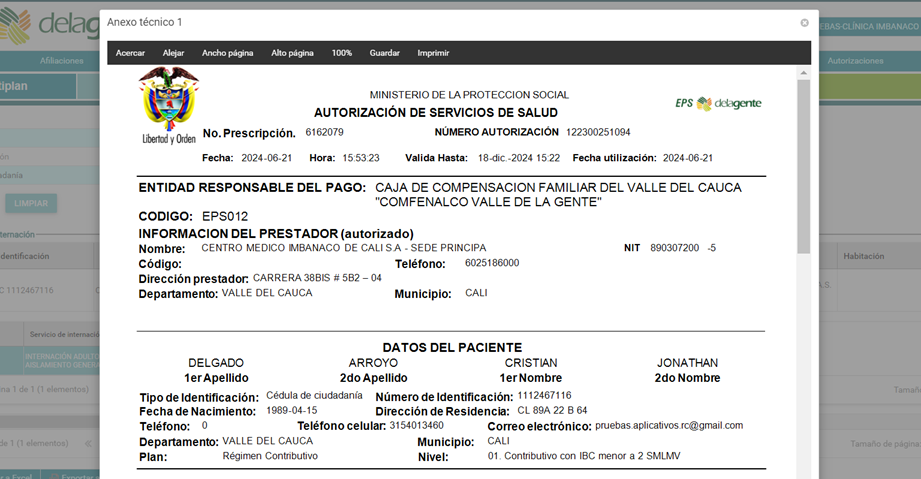 delag
Anexo técnico 1
EBAS-CLÍNICA IMBANACO
Afiliaciones
Autorizaciones
Acercar Alejar Ancho página Alto página 100% Guardar Imprimir
tiplan
MINISTERIO DE LA PROTECCION SOCIAL
EPS delagente
AUTORIZACIÓN DE SERVICIOS DE SALUD
Libertad y Orden
No. Prescripción. 6162079 NÚMERO AUTORIZACIÓN 122300251094
Fecha: 2024-06-21 Hora: 15:53:23 Valida Hasta: 18-dic.-2024 15:22 Fecha utilización: 2024-06-21
ión
adanía
ENTIDAD RESPONSABLE DEL PAGO: CAJA DE COMPENSACION FAMILIAR DEL VALLE DEL CAUCA
"COMFENALCO VALLE DE LA GENTE"
LIMPIAR
CODIGO: EPS012
INFORMACION DEL PRESTADOR (autorizado)
nternación
Nombre: CENTRO MEDICO IMBANACO DE CALI S.A - SEDE PRINCIPA NIT 890307200 -5
dentificación
Habitación
Código: Teléfono: 6025186000
Dirección prestador: CARRERA 38BIS # 5B2 – 04
C 1112467116
A.S.
Departamento: VALLE DEL CAUCA Municipio: CALI
Servicio de internació
DATOS DEL PACIENTE
INTERNACIÓN ADULTO
AISLAMIENTO GENERA
DELGADO ARROYO CRISTIAN JONATHAN
1er Apellido 2do Apellido 1er Nombre 2do Nombre
ina 1 de 1 (1 elementos)
Tamañ
Tipo de Identificación: Cédula de ciudadanía Número de Identificación: 1112467116
Fecha de Nacimiento: 1989-04-15 Dirección de Residencia: CL 89A 22 B 64
Teléfono: 0 Teléfono celular: 3154013460 Correo electrónico: pruebas.aplicativos.rc@gmail.com
Departamento: VALLE DEL CAUCA Municipio: CALI
de 1 (1 elementos)
Tamaño de página:
Plan: Régimen Contributivo Nivel: 01. Contributivo con IBC menor a 2 SMLMV
a Excel Exportar